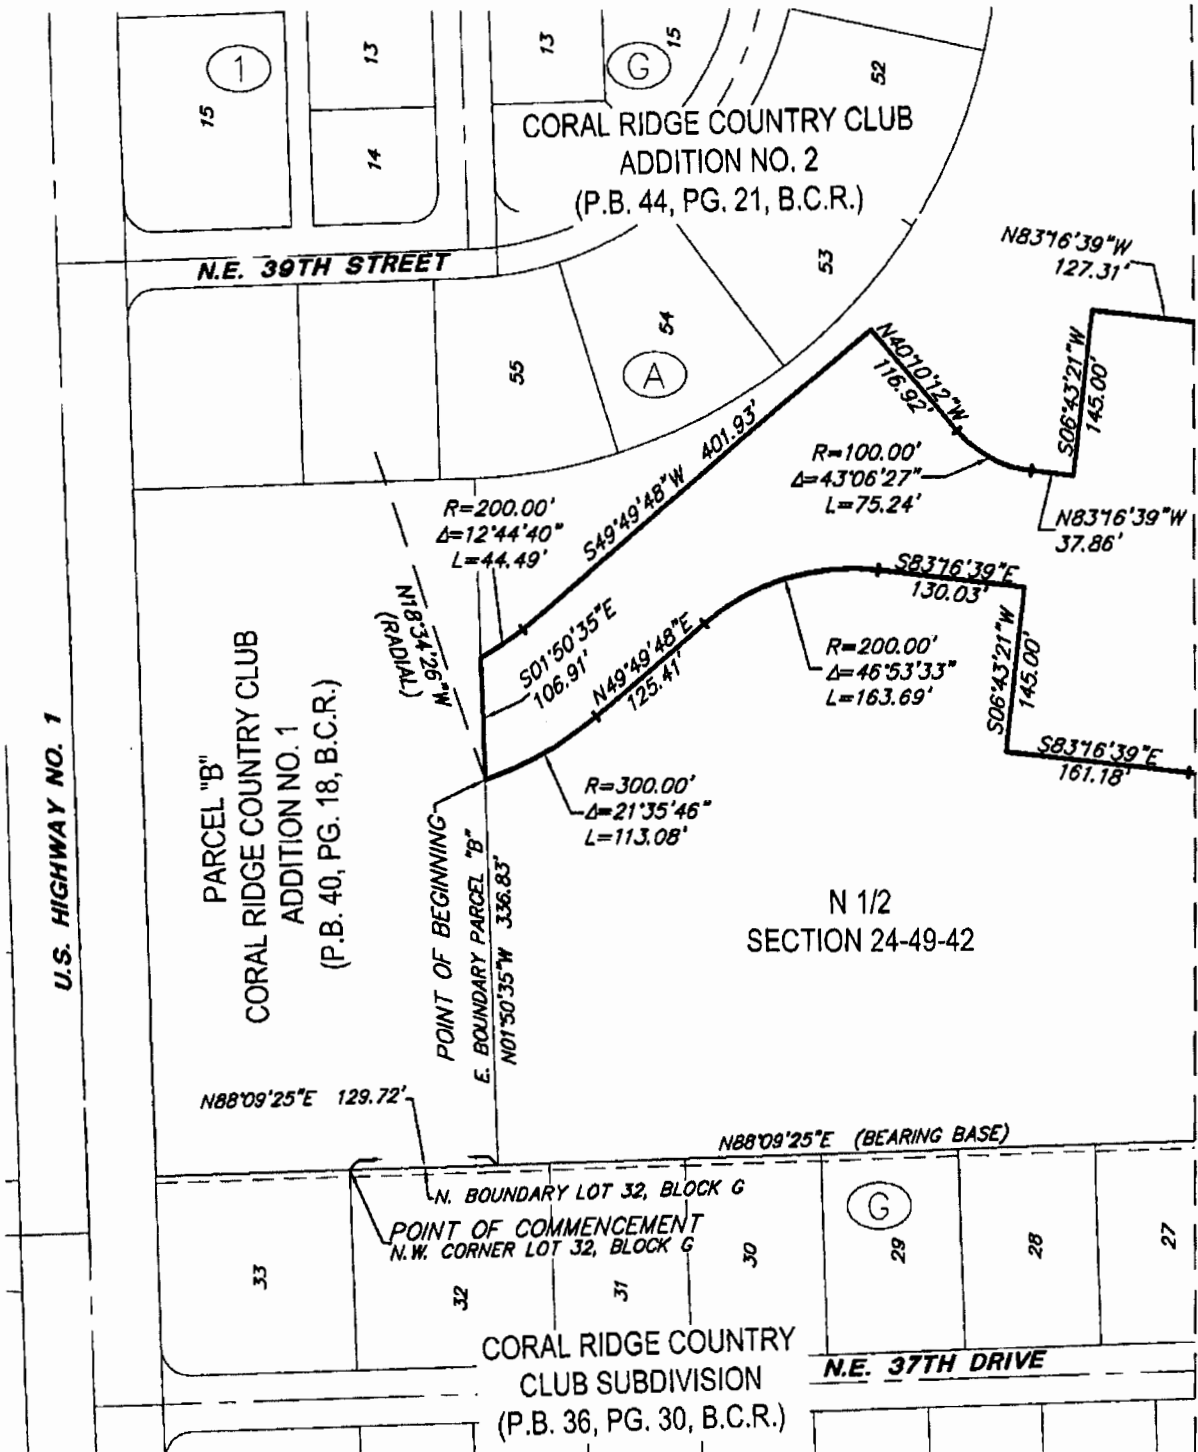 1
15
13
14
13
G
15
52
CORAL RIDGE COUNTRY CLUB
ADDITION NO. 2
(P.B. 44, PG. 21, B.C.R.)
53
N83°16'39"W
127.31'
N.E. 39TH STREET
54
55
A
N40°10'12"W
116.92'
S06°43'21"W
145.00'
S49°49'48"W 401.93'
R=100.00'
Δ=43°06'27"
L=75.24'
N83°16'39"W
37.86'
R=200.00'
Δ=12°44'40"
L=44.49'
N18°34'26"W
(RADIAL)
S01°50'35"E
106.91'
N49°49'48"E
125.41'
S83°16'39"E
130.03'
R=200.00'
Δ=46°53'33"
L=163.69'
S06°43'21"W
145.00'
S83°16'39"E
161.18'
R=300.00'
Δ=21°35'46"
L=113.08'
U.S. HIGHWAY NO. 1
PARCEL "B"
CORAL RIDGE COUNTRY CLUB
ADDITION NO. 1
(P.B. 40, PG. 18, B.C.R.)
POINT OF BEGINNING
E. BOUNDARY PARCEL "B"
N01°50'35"W 336.83'
N 1/2
SECTION 24-49-42
N88°09'25"E 129.72'
N88°09'25"E (BEARING BASE)
N. BOUNDARY LOT 32, BLOCK G
POINT OF COMMENCEMENT
N.W. CORNER LOT 32, BLOCK G
G
33
32
31
30
29
28
27
CORAL RIDGE COUNTRY
CLUB SUBDIVISION
(P.B. 36, PG. 30, B.C.R.)
N.E. 37TH DRIVE